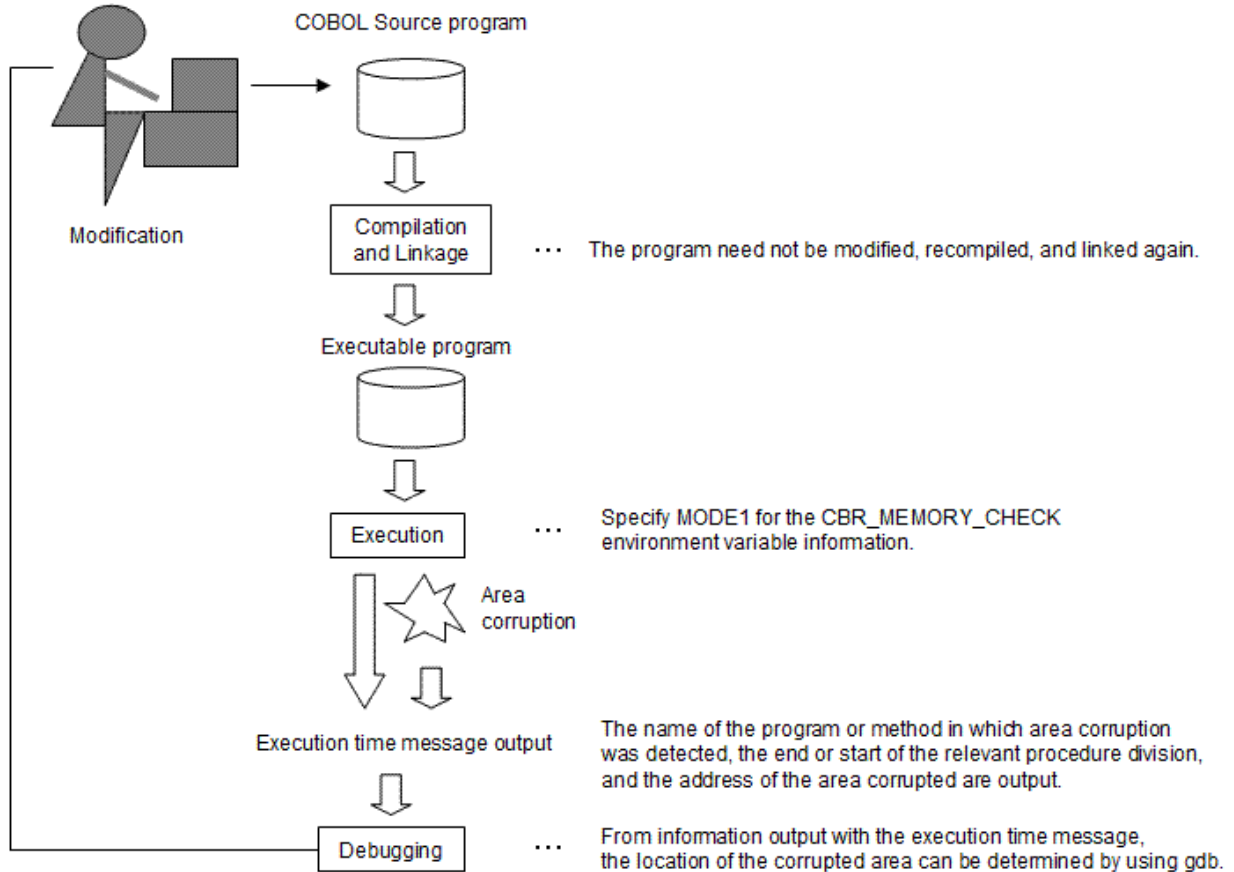 COBOL Source program
Modification
Compilation
and Linkage
... The program need not be modified, recompiled, and linked again.
Executable program
Execution
... Specify MODE1 for the CBR_MEMORY_CHECK
environment variable information.
Area
corruption
Execution time message output
The name of the program or method in which area corruption
was detected, the end or start of the relevant procedure division,
and the address of the area corrupted are output.
Debugging
... From information output with the execution time message,
the location of the corrupted area can be determined by using gdb.